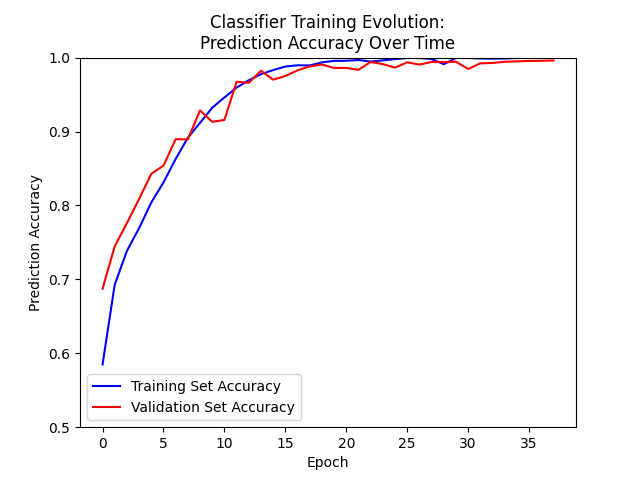 Classifier Training Evolution:
Prediction Accuracy Over Time
1.0
0.9
0.8
0.7
0.6
0.5
Prediction Accuracy
Training Set Accuracy
Validation Set Accuracy
0 5 10 15 20 25 30 35
Epoch